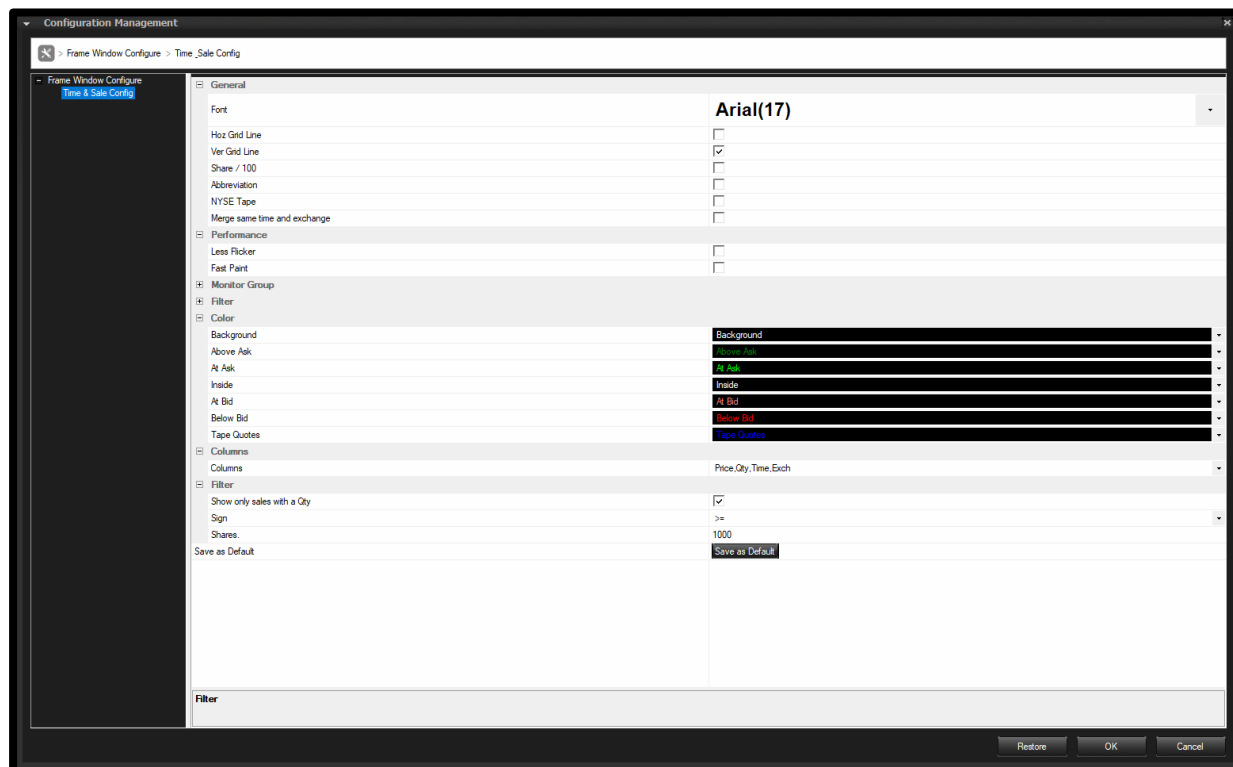 Configuration Management
> Frame Window Configure > Time _Sale Config
Frame Window Configure
Time & Sale Config
General
Font Arial(17)
Hoz Grid Line
Ver Grid Line
Share / 100
Abbreviation
NYSE Tape
Merge same time and exchange
Performance
Less Flicker
Fast Paint
Monitor Group
Filter
Color
Background Background
Above Ask Above Ask
At Ask At Ask
Inside Inside
At Bid At Bid
Below Bid Below Bid
Tape Quotes Tape Quotes
Columns
Columns Price,Qty,Time,Exch
Filter
Show only sales with a Qty
Sign >=
Shares. 1000
Save as Default Save as Default
Filter
Restore OK Cancel